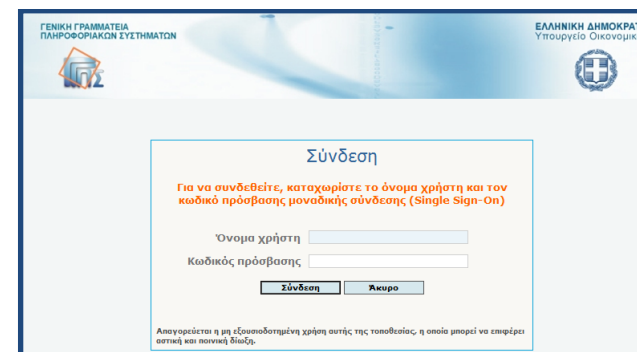 ΓΕΝΙΚΗ ΓΡΑΜΜΑΤΕΙΑ
ΠΛΗΡΟΦΟΡΙΑΚΩΝ ΣΥΣΤΗΜΑΤΩΝ
ΕΛΛΗΝΙΚΗ ΔΗΜΟΚΡΑΤ
Υπουργείο Οικονομικ
Σύνδεση
Για να συνδεθείτε, καταχωρίστε το όνομα χρήστη και τον
κωδικό πρόσβασης μοναδικής σύνδεσης (Single Sign-On)
Όνομα χρήστη
Κωδικός πρόσβασης
Σύνδεση Άκυρο
Απαγορεύεται η μη εξουσιοδοτημένη χρήση αυτής της τοποθεσίας, η οποία μπορεί να επιφέρει
αστική και ποινική δίωξη.